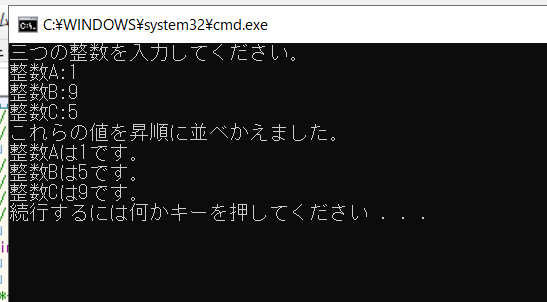 C:¥WINDOWS¥system32¥cmd.exe
三つの整数を入力してください。
整数A:1
整数B:9
整数C:5
これらの値を昇順に並べかえました。
整数Aは1です。
整数Bは5です。
整数Cは9です。
続行するには何かキーを押してください . . .